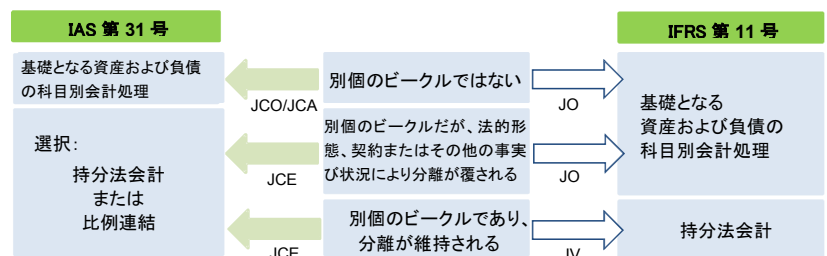 IAS 第 31 号
IFRS 第 11 号
基礎となる資産および負債
の科目別会計処理
JCO/JCA
別個のビークルではない
JO
基礎となる
資産および負債の
科目別会計処理
選択:
持分法会計
または
比例連結
JCE
別個のビークルだが、法的形
態、契約またはその他の事実
び状況により分離が覆される
JO
JCE
別個のビークルであり、
分離が維持される
JV
持分法会計